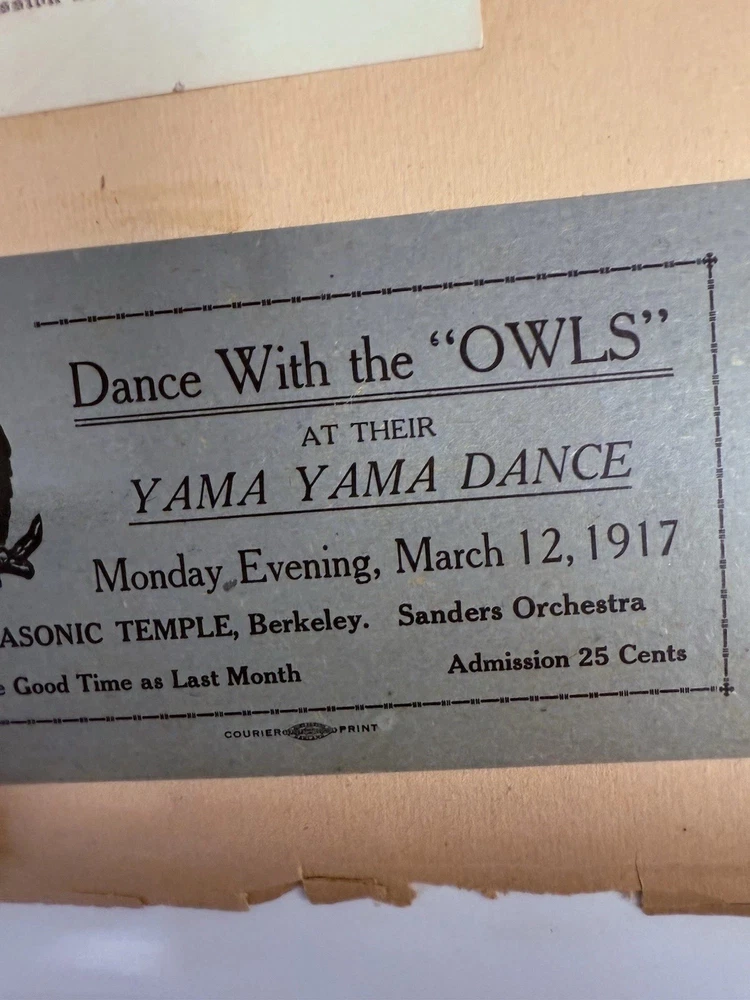 Dance With the “OWLS”
AT THEIR
YAMA YAMA DANCE
Monday Evening, March 12, 1917
ASONIC TEMPLE, Berkeley. Sanders Orchestra
e Good Time as Last Month
Admission 25 Cents
COURIER PRINT